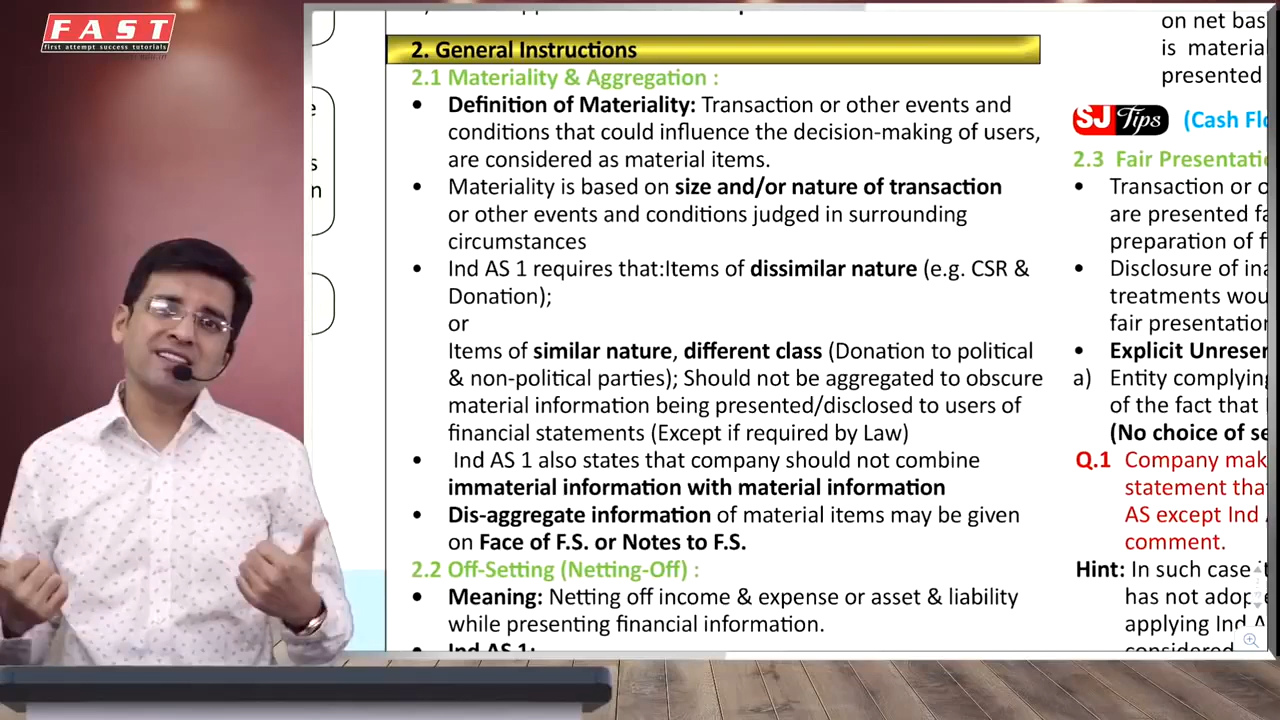 FAST
first attempt success tutorials
2. General Instructions
2.1 Materiality & Aggregation :
• Definition of Materiality: Transaction or other events and
conditions that could influence the decision-making of users,
are considered as material items.
• Materiality is based on size and/or nature of transaction
or other events and conditions judged in surrounding
circumstances
• Ind AS 1 requires that:Items of dissimilar nature (e.g. CSR &
Donation);
or
Items of similar nature, different class (Donation to political
& non-political parties); Should not be aggregated to obscure
material information being presented/disclosed to users of
financial statements (Except if required by Law)
• Ind AS 1 also states that company should not combine
immaterial information with material information
• Dis-aggregate information of material items may be given
on Face of F.S. or Notes to F.S.
2.2 Off-Setting (Netting-Off) :
• Meaning: Netting off income & expense or asset & liability
while presenting financial information.
• Ind AS 1:
on net bas
is materia
presented
SJ Tips (Cash Flo
2.3 Fair Presentatio
• Transaction or o
are presented fa
preparation of f
• Disclosure of ina
treatments wou
fair presentation
• Explicit Unreser
a) Entity complying
of the fact that
(No choice of se
Q.1 Company mak
statement tha
AS except Ind
comment.
Hint: In such case it
has not adop
applying Ind A
considered